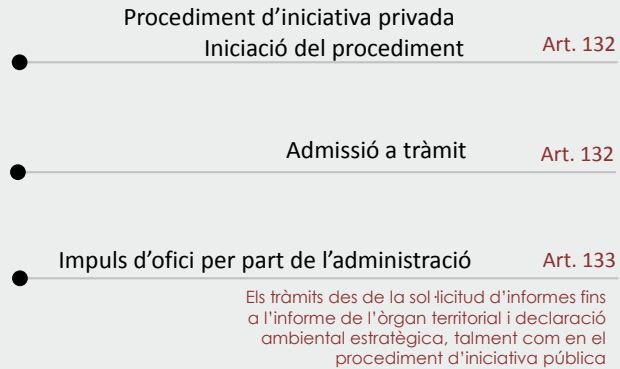 Procediment d’iniciativa privada
Iniciació del procediment Art. 132
Admissió a tràmit Art. 132
Impuls d’ofici per part de l’administració Art. 133
Els tràmits des de la sol·licitud d’informes fins
a l’informe de l’òrgan territorial i declaració
ambiental estratègica, talment com en el
procediment d’iniciativa pública